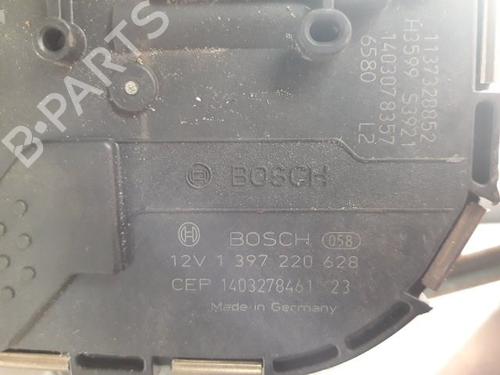 B-PARTS
1137328852
H3599 S3921
1403078357
6580 L2
BOSCH
BOSCH 058
12V 1 397 220 628
CEP 1403278461 23
Made in Germany